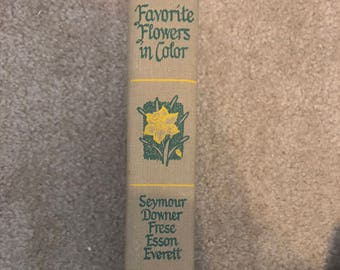 Favorite
Flowers
in Color
Seymour
Downer
Frese
Esson
Everett